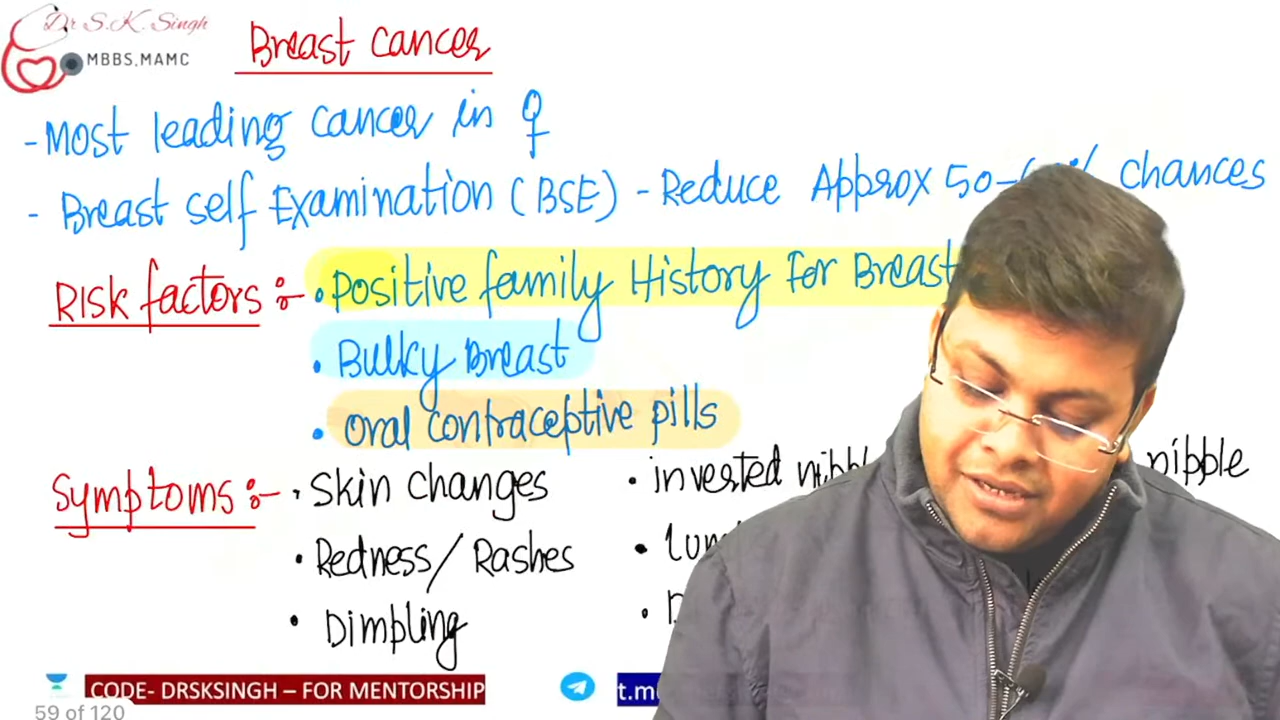 Dr S.K. Singh
MBBS,MAMC
Breast cancer
- Most leading cancer in ♀
- Breast self Examination (BSE) - Reduce Approx 50- chances
Risk factors :- • Positive family History for Breast
• Bulky Breast
• Oral contraceptive pills
Symptoms :- • Skin changes • inverted nipple
• Redness/Rashes
• Dimpling
CODE- DRSKSINGH – FOR MENTORSHIP
59 of 120